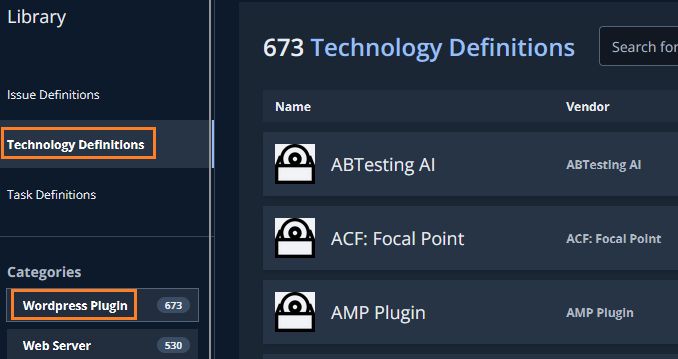 Library
Issue Definitions
Technology Definitions
Task Definitions
Categories
Wordpress Plugin 673
Web Server 530
673 Technology Definitions
Search for
Name Vendor
ABTesting AI ABTesting AI
ACF: Focal Point ACF: Focal Point
AMP Plugin AMP Plugin